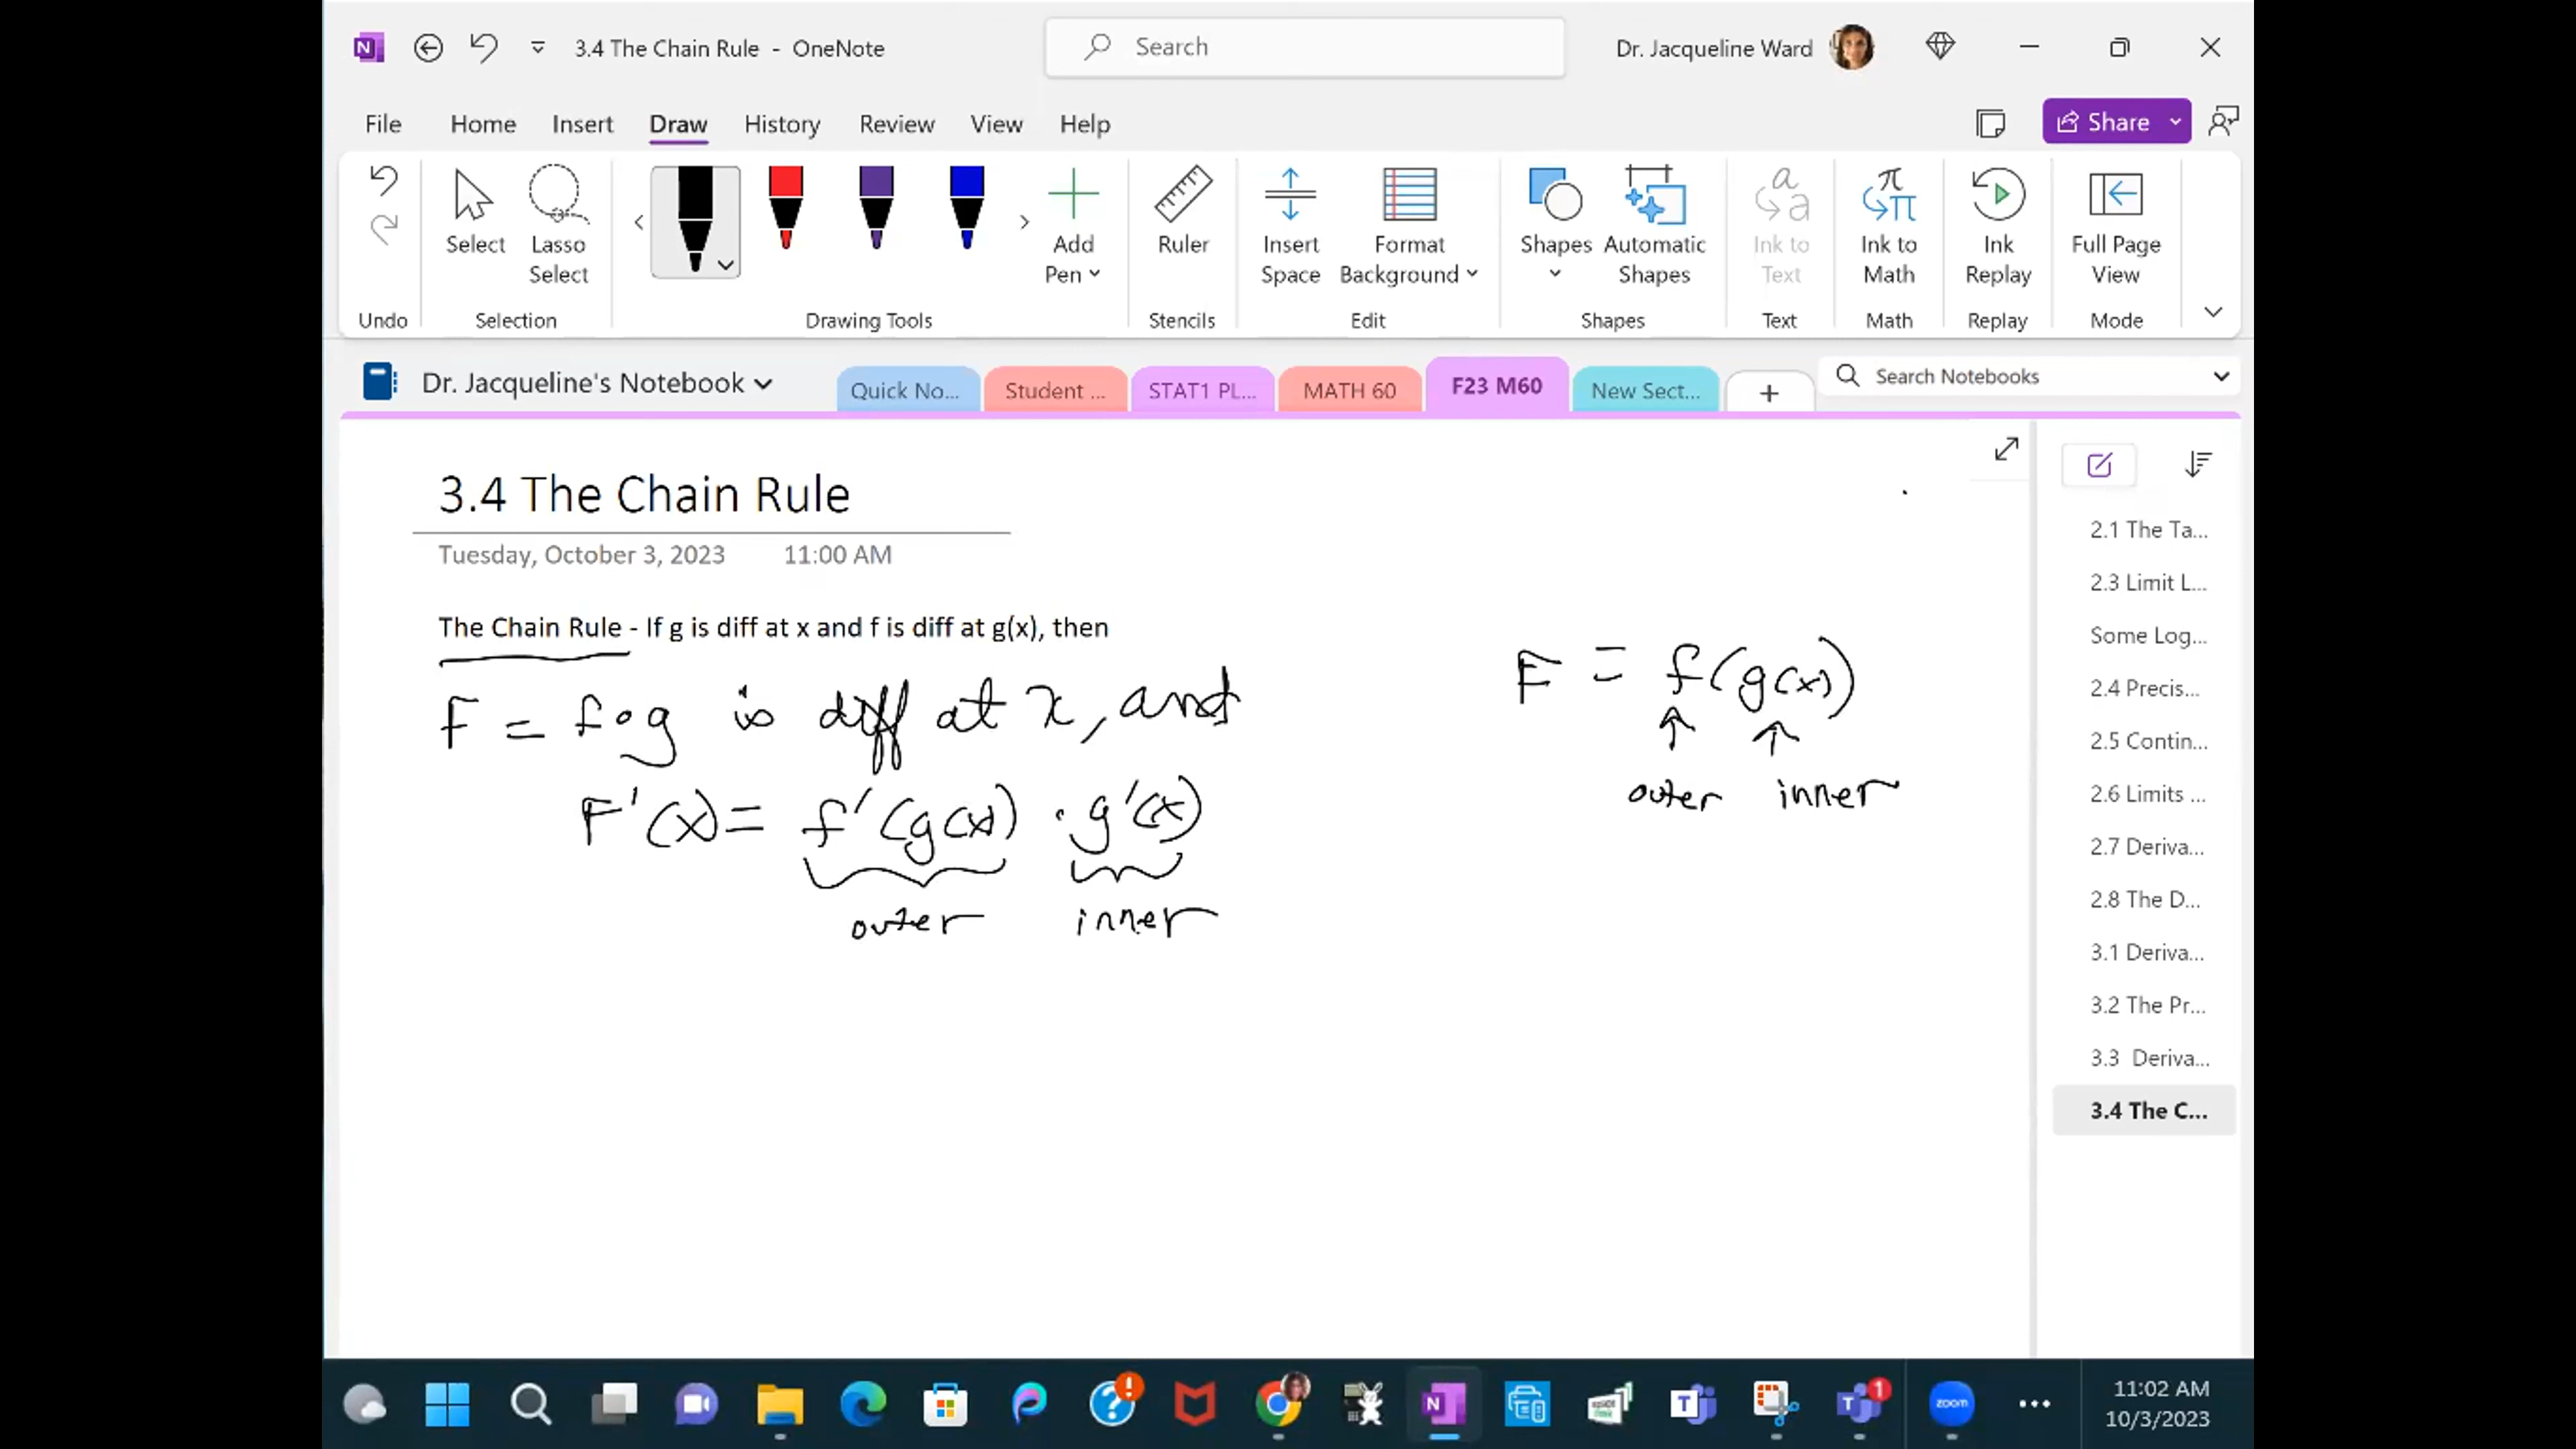 3.4 The Chain Rule - OneNote
Search
Dr. Jacqueline Ward
File Home Insert Draw History Review View Help
Share
Select
Lasso Select
Add Pen
Ruler
Insert Space
Format Background
Shapes
Automatic Shapes
Ink to Text
Ink to Math
Ink Replay
Full Page View
Undo Selection Drawing Tools Stencils Edit Shapes Text Math Replay Mode
Dr. Jacqueline's Notebook
Quick No... Student ... STAT1 PL... MATH 60 F23 M60 New Sect... +
Search Notebooks
3.4 The Chain Rule
Tuesday, October 3, 2023 11:00 AM
The Chain Rule - If g is diff at x and f is diff at g(x), then
F = f∘g is diff at x, and
F'(x) = f'(g(x)) · g'(x)
outer inner
F = f(g(x))
↑ ↑
outer inner
2.1 The Ta...
2.3 Limit L...
Some Log...
2.4 Precis...
2.5 Contin...
2.6 Limits ...
2.7 Deriva...
2.8 The D...
3.1 Deriva...
3.2 The Pr...
3.3 Deriva...
3.4 The C...
zoom
1
11:02 AM
10/3/2023